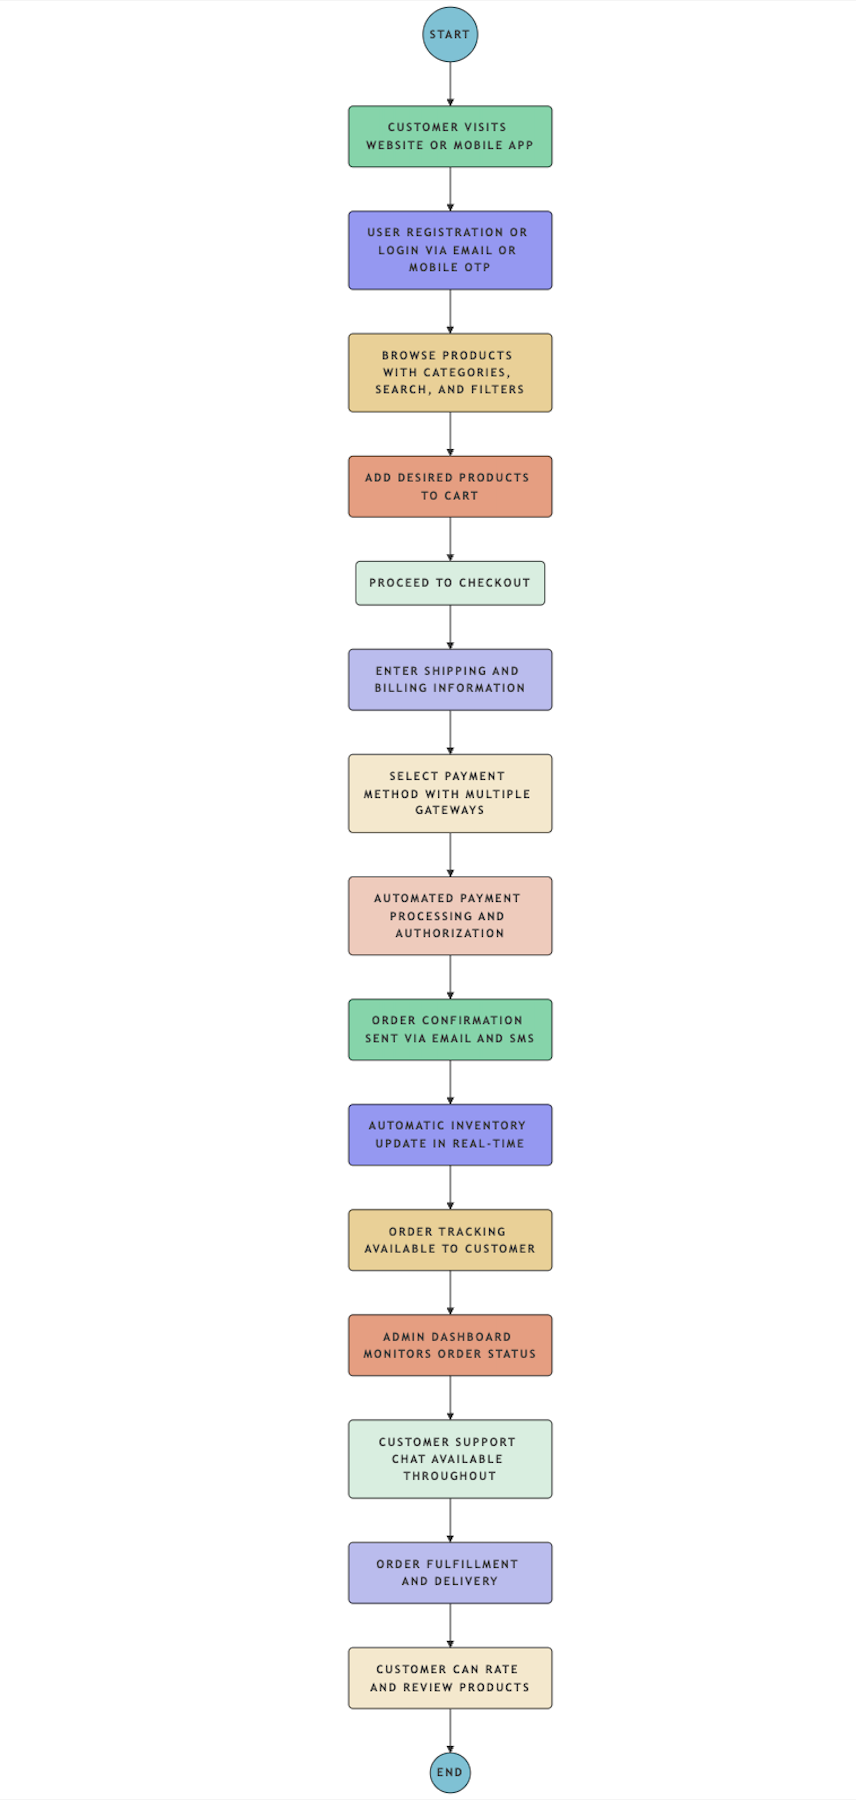 START
CUSTOMER VISITS
WEBSITE OR MOBILE APP
USER REGISTRATION OR
LOGIN VIA EMAIL OR
MOBILE OTP
BROWSE PRODUCTS
WITH CATEGORIES,
SEARCH, AND FILTERS
ADD DESIRED PRODUCTS
TO CART
PROCEED TO CHECKOUT
ENTER SHIPPING AND
BILLING INFORMATION
SELECT PAYMENT
METHOD WITH MULTIPLE
GATEWAYS
AUTOMATED PAYMENT
PROCESSING AND
AUTHORIZATION
ORDER CONFIRMATION
SENT VIA EMAIL AND SMS
AUTOMATIC INVENTORY
UPDATE IN REAL-TIME
ORDER TRACKING
AVAILABLE TO CUSTOMER
ADMIN DASHBOARD
MONITORS ORDER STATUS
CUSTOMER SUPPORT
CHAT AVAILABLE
THROUGHOUT
ORDER FULFILLMENT
AND DELIVERY
CUSTOMER CAN RATE
AND REVIEW PRODUCTS
END